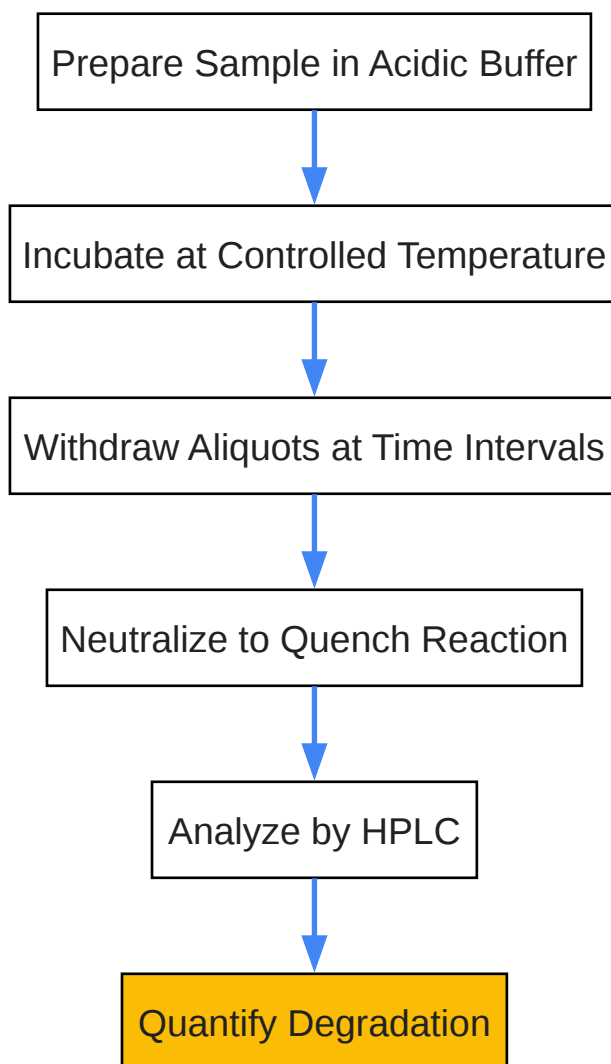 Prepare Sample in Acidic Buffer
Incubate at Controlled Temperature
Withdraw Aliquots at Time Intervals
Neutralize to Quench Reaction
Analyze by HPLC
Quantify Degradation